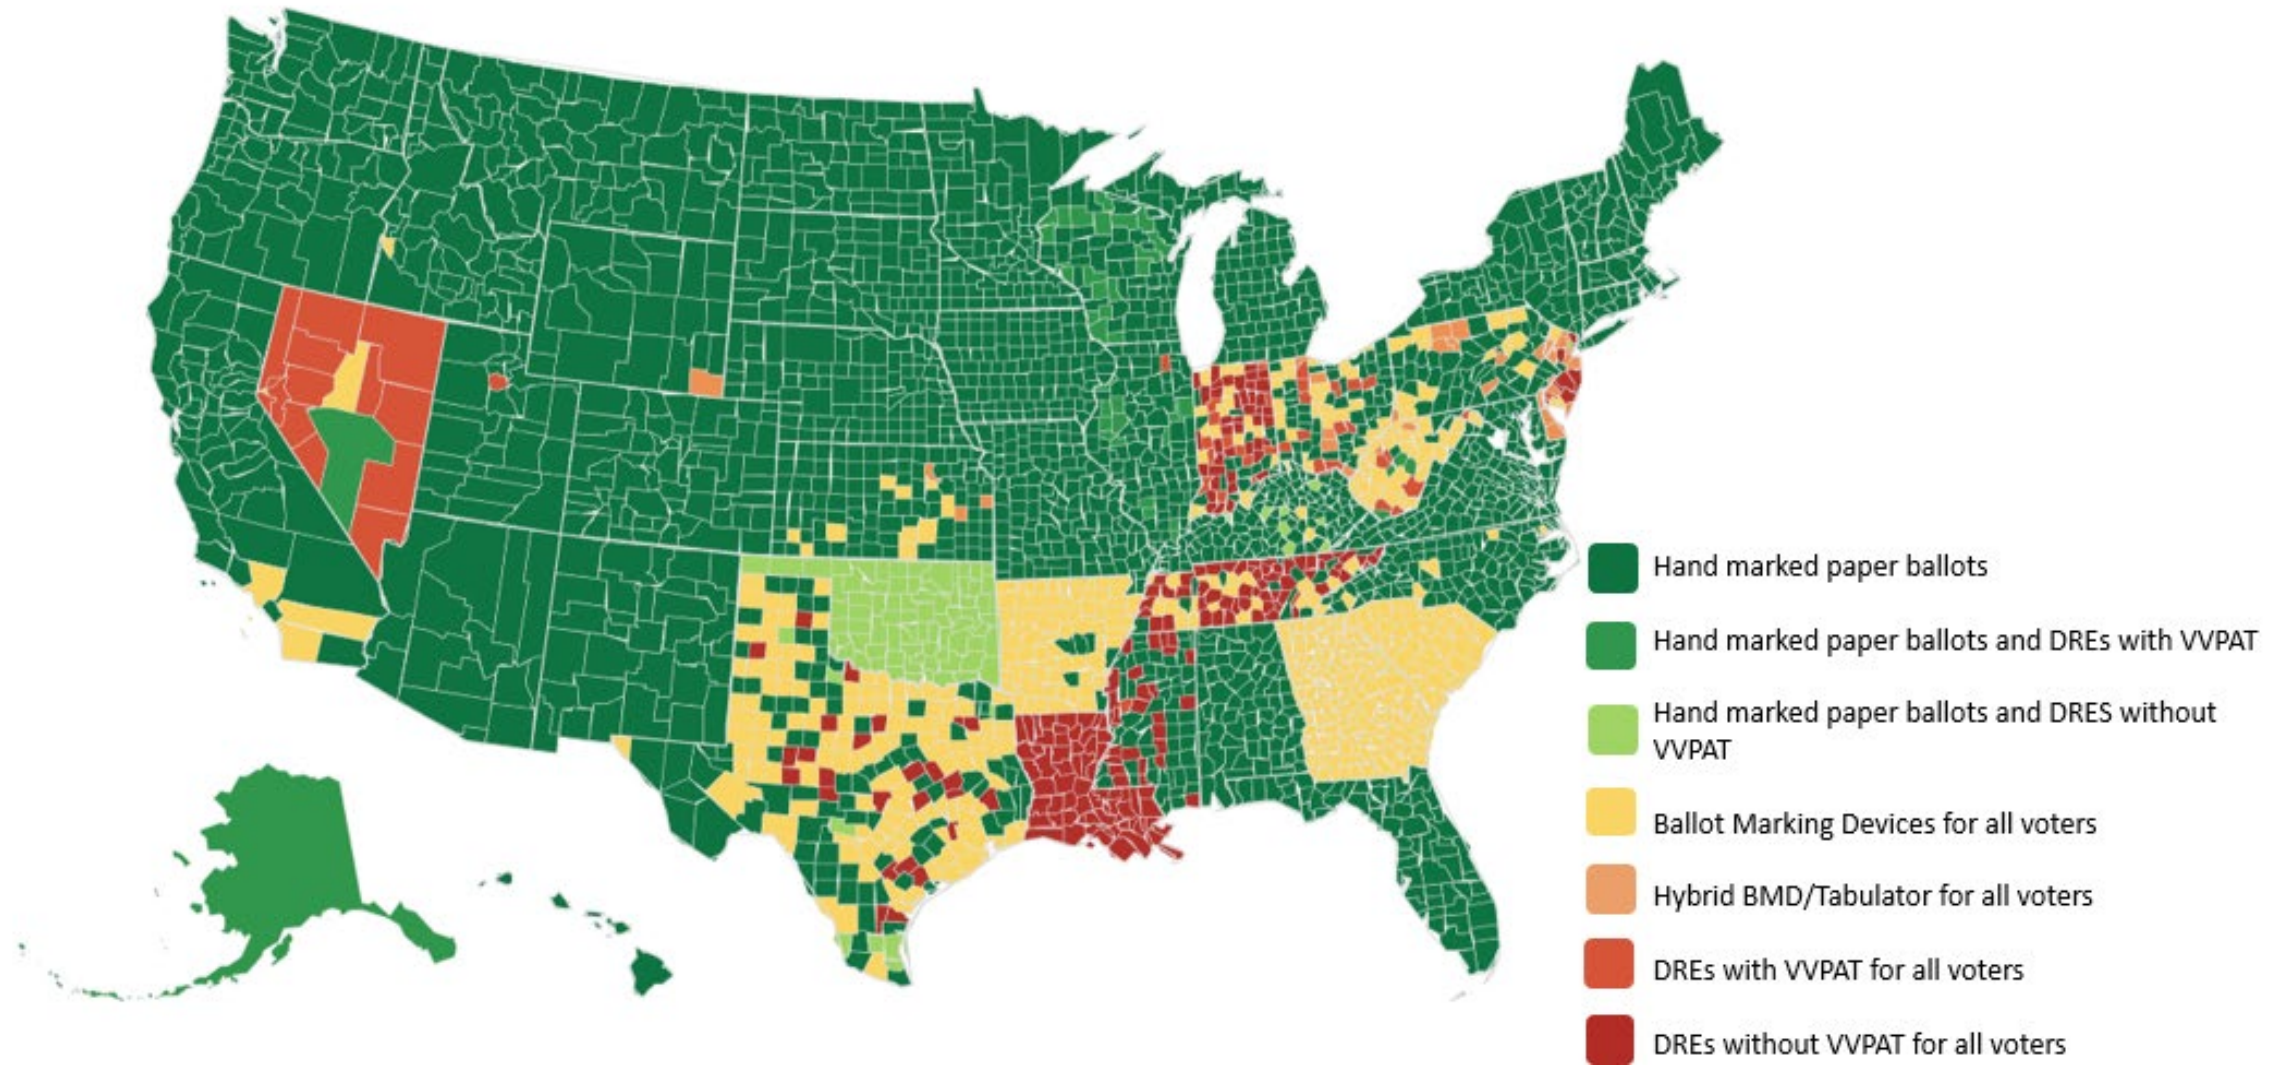 Hand marked paper ballots
Hand marked paper ballots and DREs with VVPAT
Hand marked paper ballots and DRES without
VVPAT
Ballot Marking Devices for all voters
Hybrid BMD/Tabulator for all voters
DREs with VVPAT for all voters
DREs without VVPAT for all voters